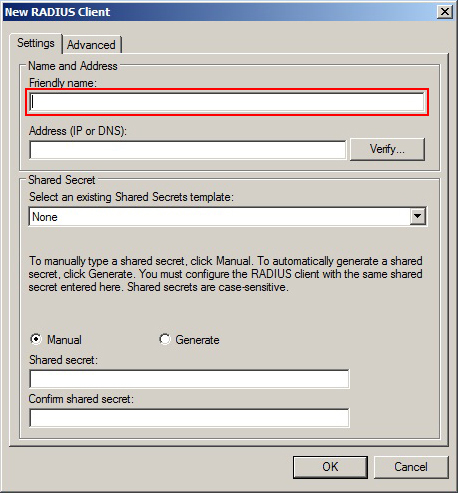 New RADIUS Client
Settings Advanced
Name and Address
Friendly name:
Address (IP or DNS):
Verify...
Shared Secret
Select an existing Shared Secrets template:
None
To manually type a shared secret, click Manual. To automatically generate a shared
secret, click Generate. You must configure the RADIUS client with the same shared
secret entered here. Shared secrets are case-sensitive.
Manual Generate
Shared secret:
Confirm shared secret:
OK Cancel